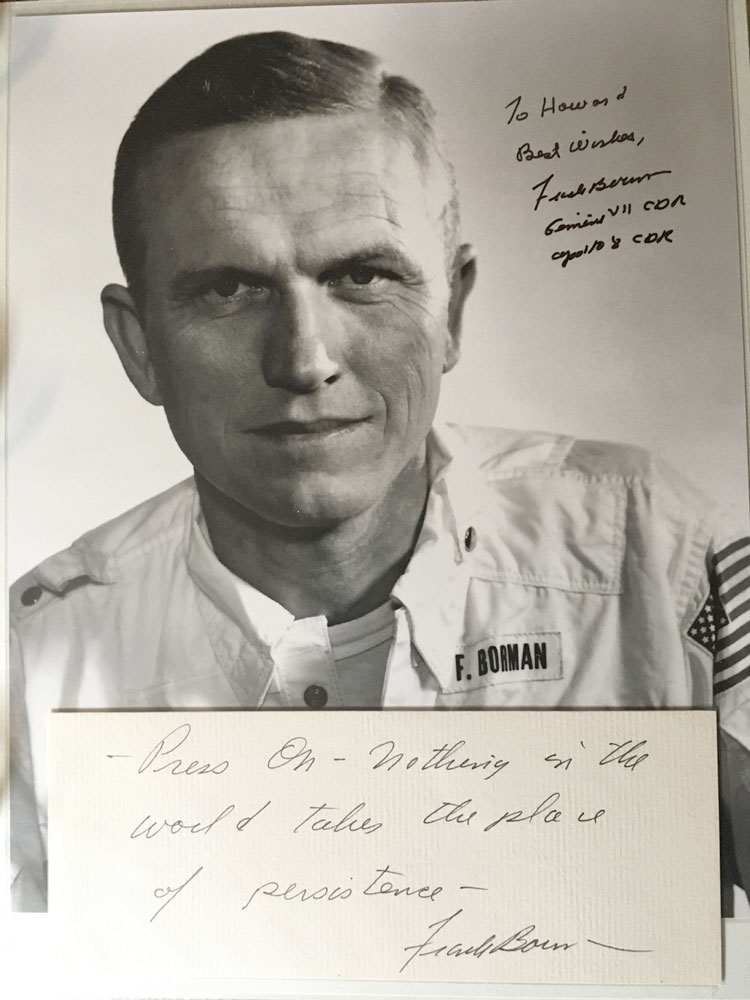 To Howard
Best Wishes,
Frank Borman
Gemini VII CDR
Apollo 8 CDR
F. BORMAN
- Press On - Nothing in the
world takes the place
of persistence -
Frank Borman